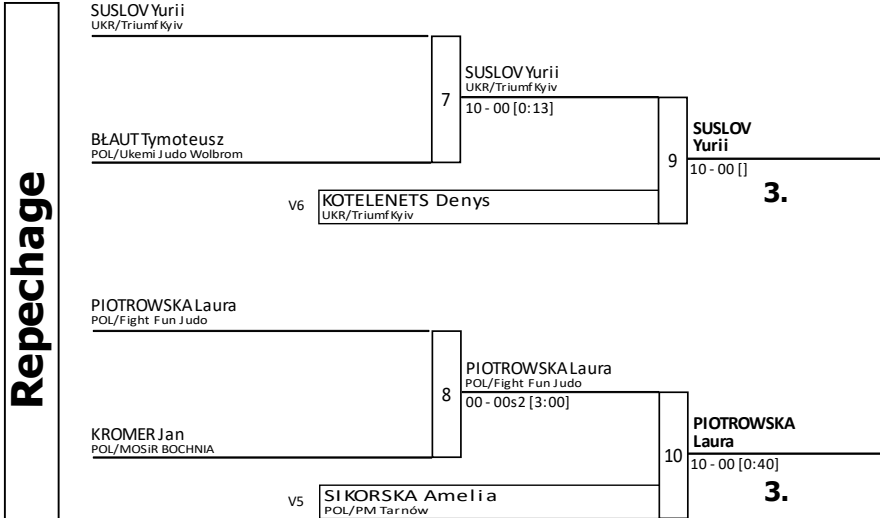 Repechage
SUSLOV Yurii
UKR/Triumf Kyiv
7
SUSLOV Yurii
UKR/Triumf Kyiv
10 - 00 [0:13]
BŁAUT Tymoteusz
POL/Ukemi Judo Wolbrom
9
SUSLOV
Yurii
10 - 00 []
3.
V6
KOTELENETS Denys
UKR/Triumf Kyiv
PIOTROWSKA Laura
POL/Fight Fun Judo
8
PIOTROWSKA Laura
POL/Fight Fun Judo
00 - 00s2 [3:00]
KROMER Jan
POL/MOSiR BOCHNIA
10
PIOTROWSKA
Laura
10 - 00 [0:40]
3.
V5
SIKORSKA Amelia
POL/PM Tarnów